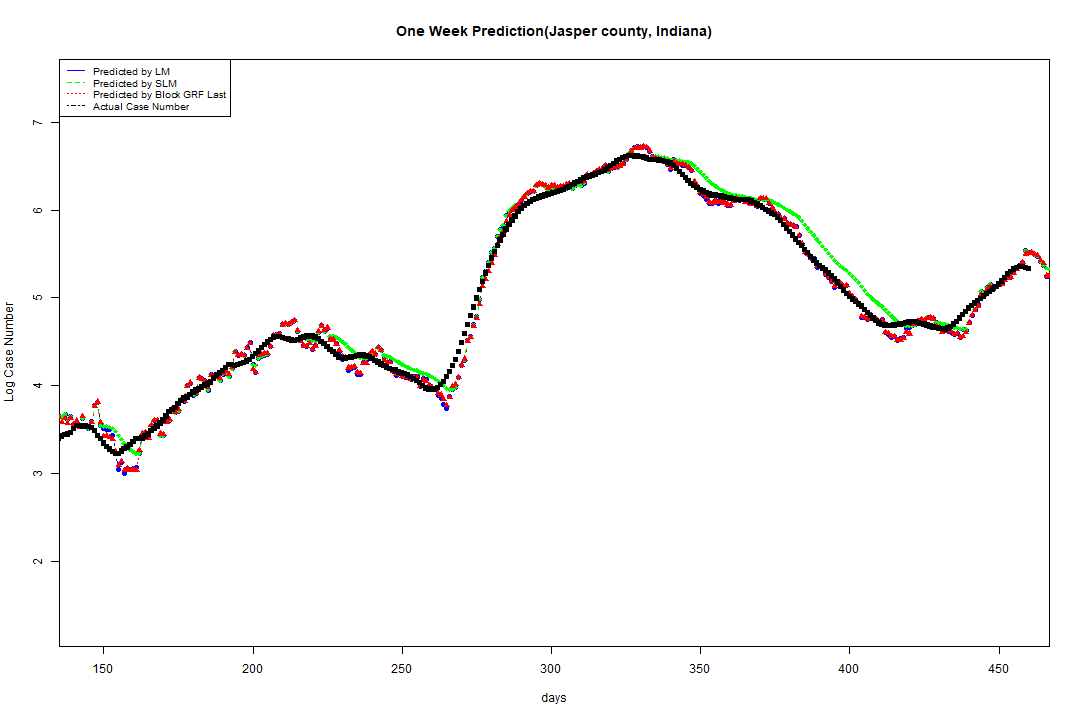 One Week Prediction(Jasper county, Indiana)
Predicted by LM
Predicted by SLM
Predicted by Block GRF Last
Actual Case Number
7
6
5
4
3
2
Log Case Number
150 200 250 300 350 400 450
days